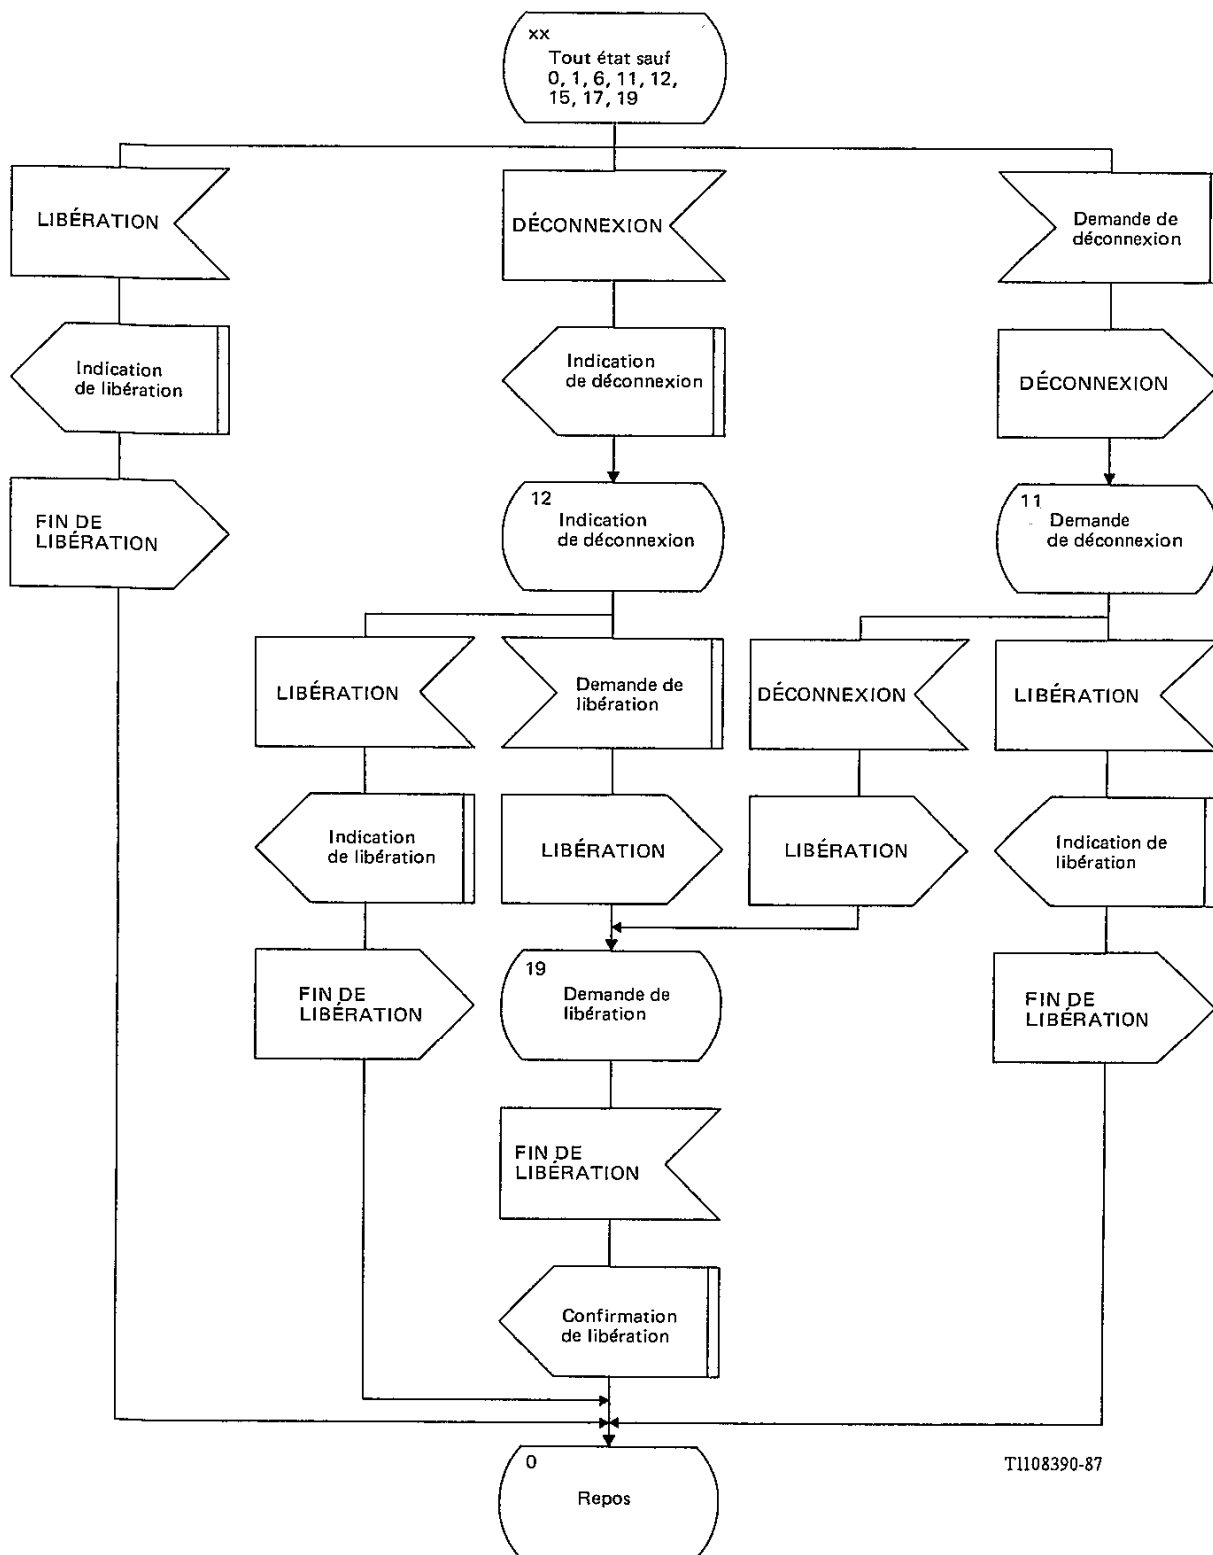 xx
Tout état sauf
0, 1, 6, 11, 12,
15, 17, 19
LIBÉRATION
DÉCONNEXION
Demande de
déconnexion
Indication
de libération
Indication
de déconnexion
DÉCONNEXION
FIN DE
LIBÉRATION
12
Indication
de déconnexion
11
Demande
de déconnexion
LIBÉRATION
Demande de
libération
DÉCONNEXION
LIBÉRATION
Indication
de libération
LIBÉRATION
LIBÉRATION
Indication de
libération
FIN DE
LIBÉRATION
19
Demande de
libération
FIN DE
LIBÉRATION
FIN DE
LIBÉRATION
Confirmation
de libération
0
Repos
T1108390-87